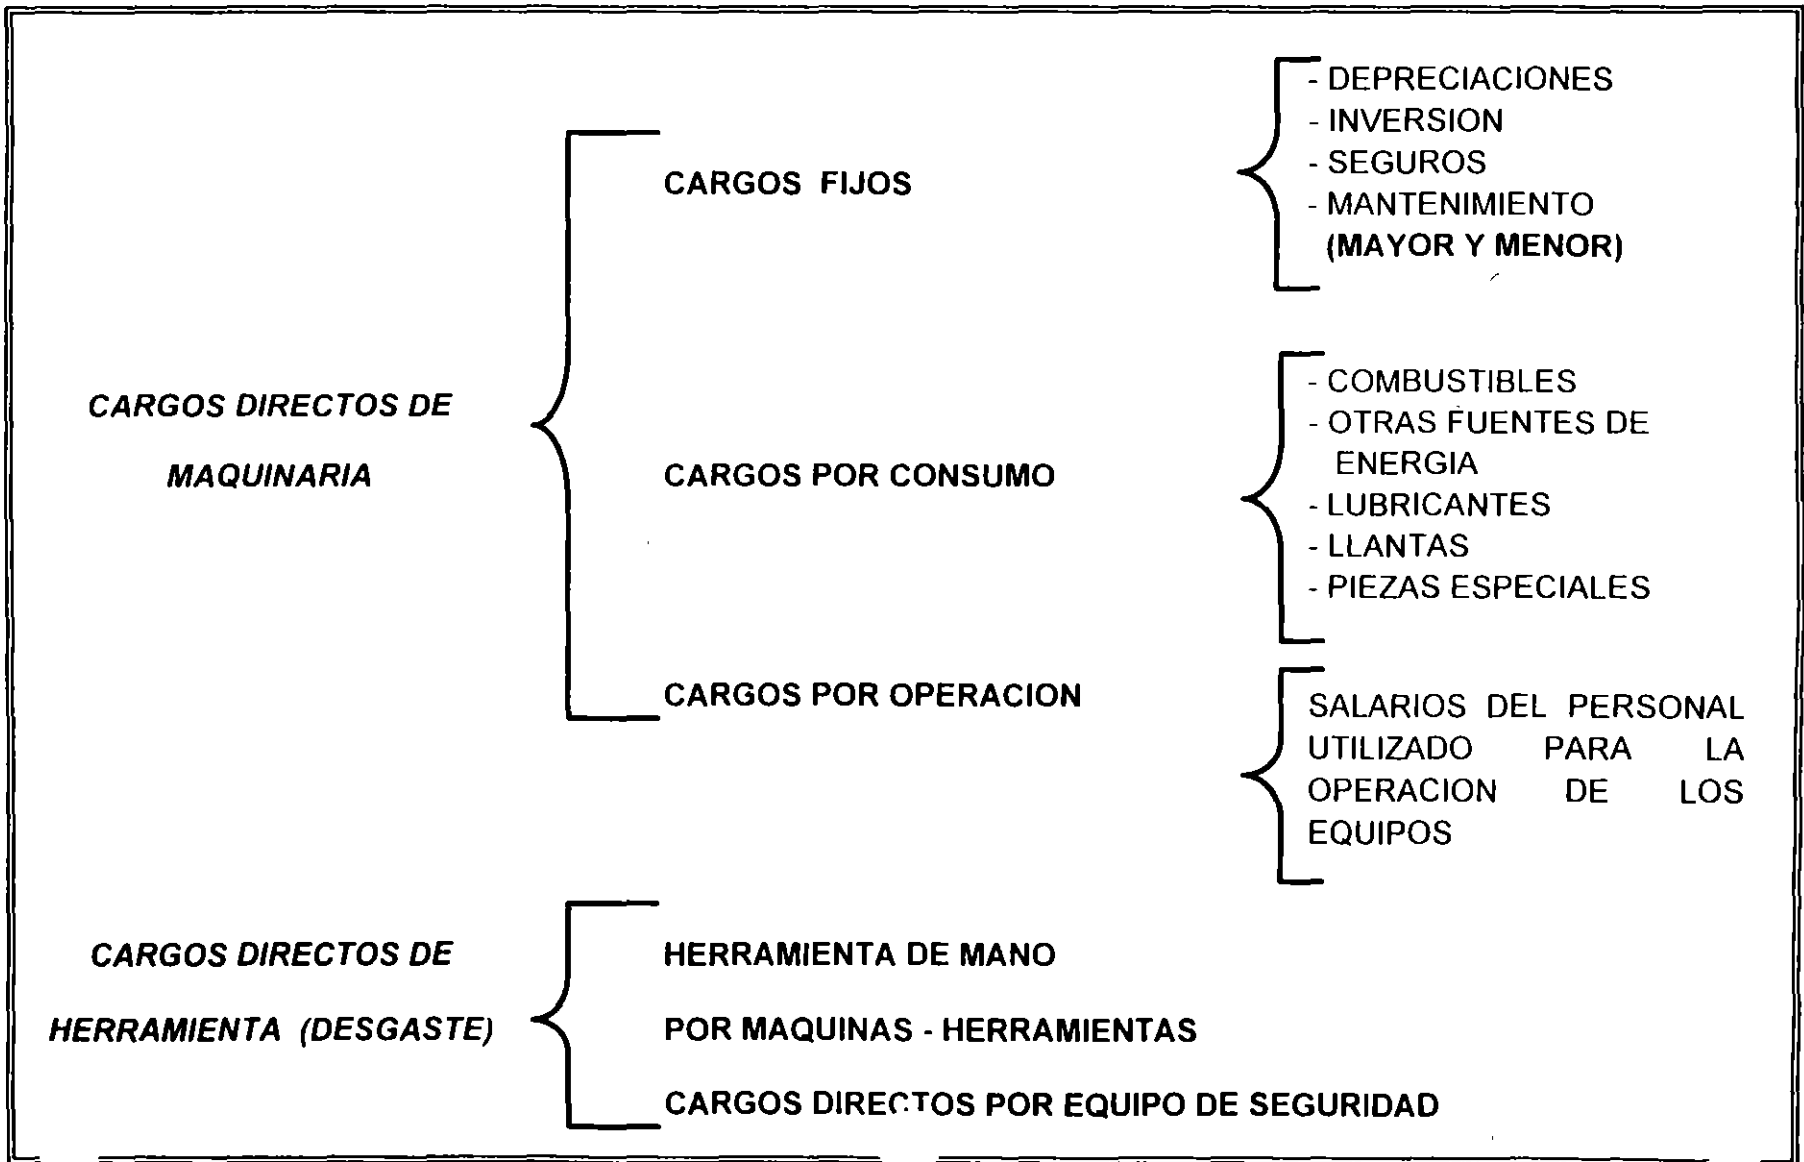 CARGOS DIRECTOS DE
MAQUINARIA
CARGOS FIJOS
- DEPRECIACIONES
- INVERSION
- SEGUROS
- MANTENIMIENTO
(MAYOR Y MENOR)
CARGOS POR CONSUMO
- COMBUSTIBLES
- OTRAS FUENTES DE
ENERGIA
- LUBRICANTES
- LLANTAS
- PIEZAS ESPECIALES
CARGOS POR OPERACION
SALARIOS DEL PERSONAL
UTILIZADO PARA LA
OPERACION DE LOS
EQUIPOS
CARGOS DIRECTOS DE
HERRAMIENTA (DESGASTE)
HERRAMIENTA DE MANO
POR MAQUINAS - HERRAMIENTAS
CARGOS DIRECTOS POR EQUIPO DE SEGURIDAD